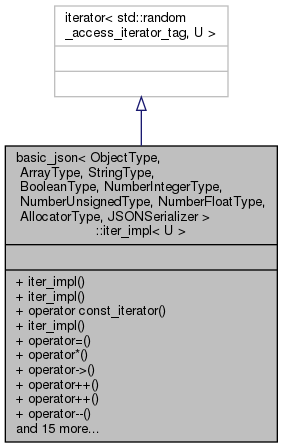 iterator< std::random
_access_iterator_tag, U >
basic_json< ObjectType,
ArrayType, StringType,
BooleanType, NumberIntegerType,
NumberUnsignedType, NumberFloatType,
AllocatorType, JSONSerializer >
::iter_impl< U >
+ iter_impl()
+ iter_impl()
+ operator const_iterator()
+ iter_impl()
+ operator=()
+ operator*()
+ operator->()
+ operator++()
+ operator++()
+ operator--()
and 15 more...